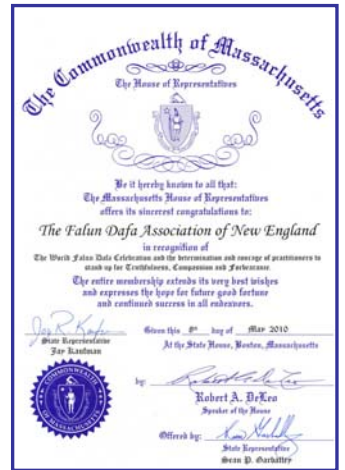 The Commonwealth of Massachusetts
The House of Representatives
Be it hereby known to all that:
The Massachusetts House of Representatives
offers its sincerest congratulations to:
The Falun Dafa Association of New England
in recognition of
The World Falun Dafa Celebration and the determination and courage of practitioners to
stand up for Truthfulness, Compassion and Forbearance.
The entire membership extends its very best wishes
and expresses the hope for future good fortune
and continued success in all endeavors.
Given this 8th day of May 2010
At the State House, Boston, Massachusetts
State Representative
Jay Kaufman
by:
Robert A. DeLeo
Speaker of the House
Offered by:
State Representative
Sean P. Garballey
COMMONWEALTH OF MASSACHUSETTS